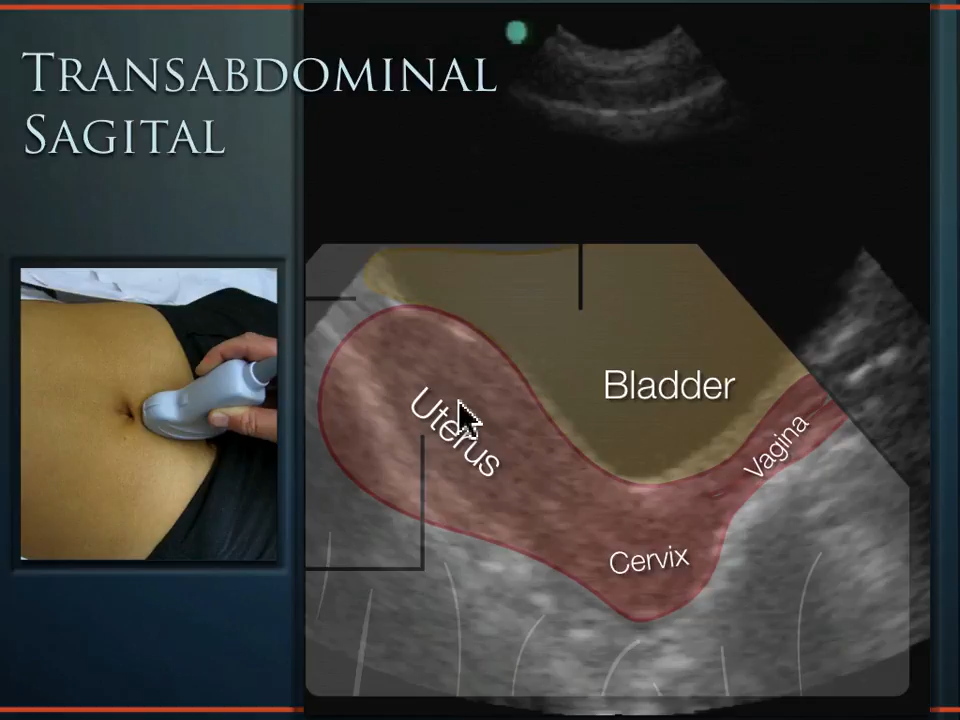 TRANSABDOMINAL
SAGITAL
Bladder
Uterus
Vagina
Cervix